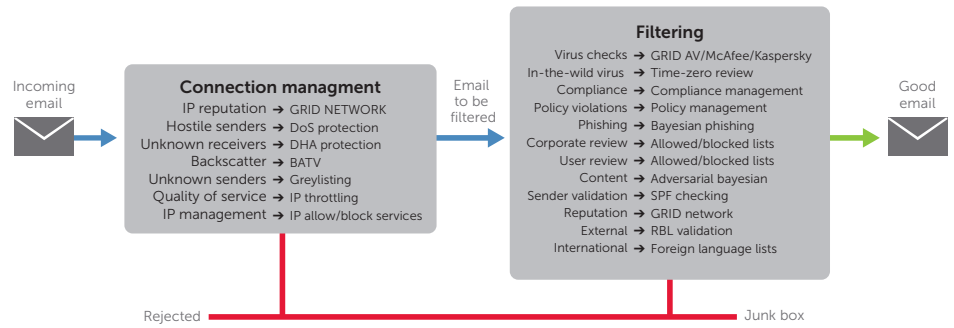 Incoming
email
Connection managment
IP reputation ➔ GRID NETWORK
Hostile senders ➔ DoS protection
Unknown receivers ➔ DHA protection
Backscatter ➔ BATV
Unknown senders ➔ Greylisting
Quality of service ➔ IP throttling
IP management ➔ IP allow/block services
Email
to be
filtered
Filtering
Virus checks ➔ GRID AV/McAfee/Kaspersky
In-the-wild virus ➔ Time-zero review
Compliance ➔ Compliance management
Policy violations ➔ Policy management
Phishing ➔ Bayesian phishing
Corporate review ➔ Allowed/blocked lists
User review ➔ Allowed/blocked lists
Content ➔ Adversarial bayesian
Sender validation ➔ SPF checking
Reputation ➔ GRID network
External ➔ RBL validation
International ➔ Foreign language lists
Good
email
Rejected
Junk box